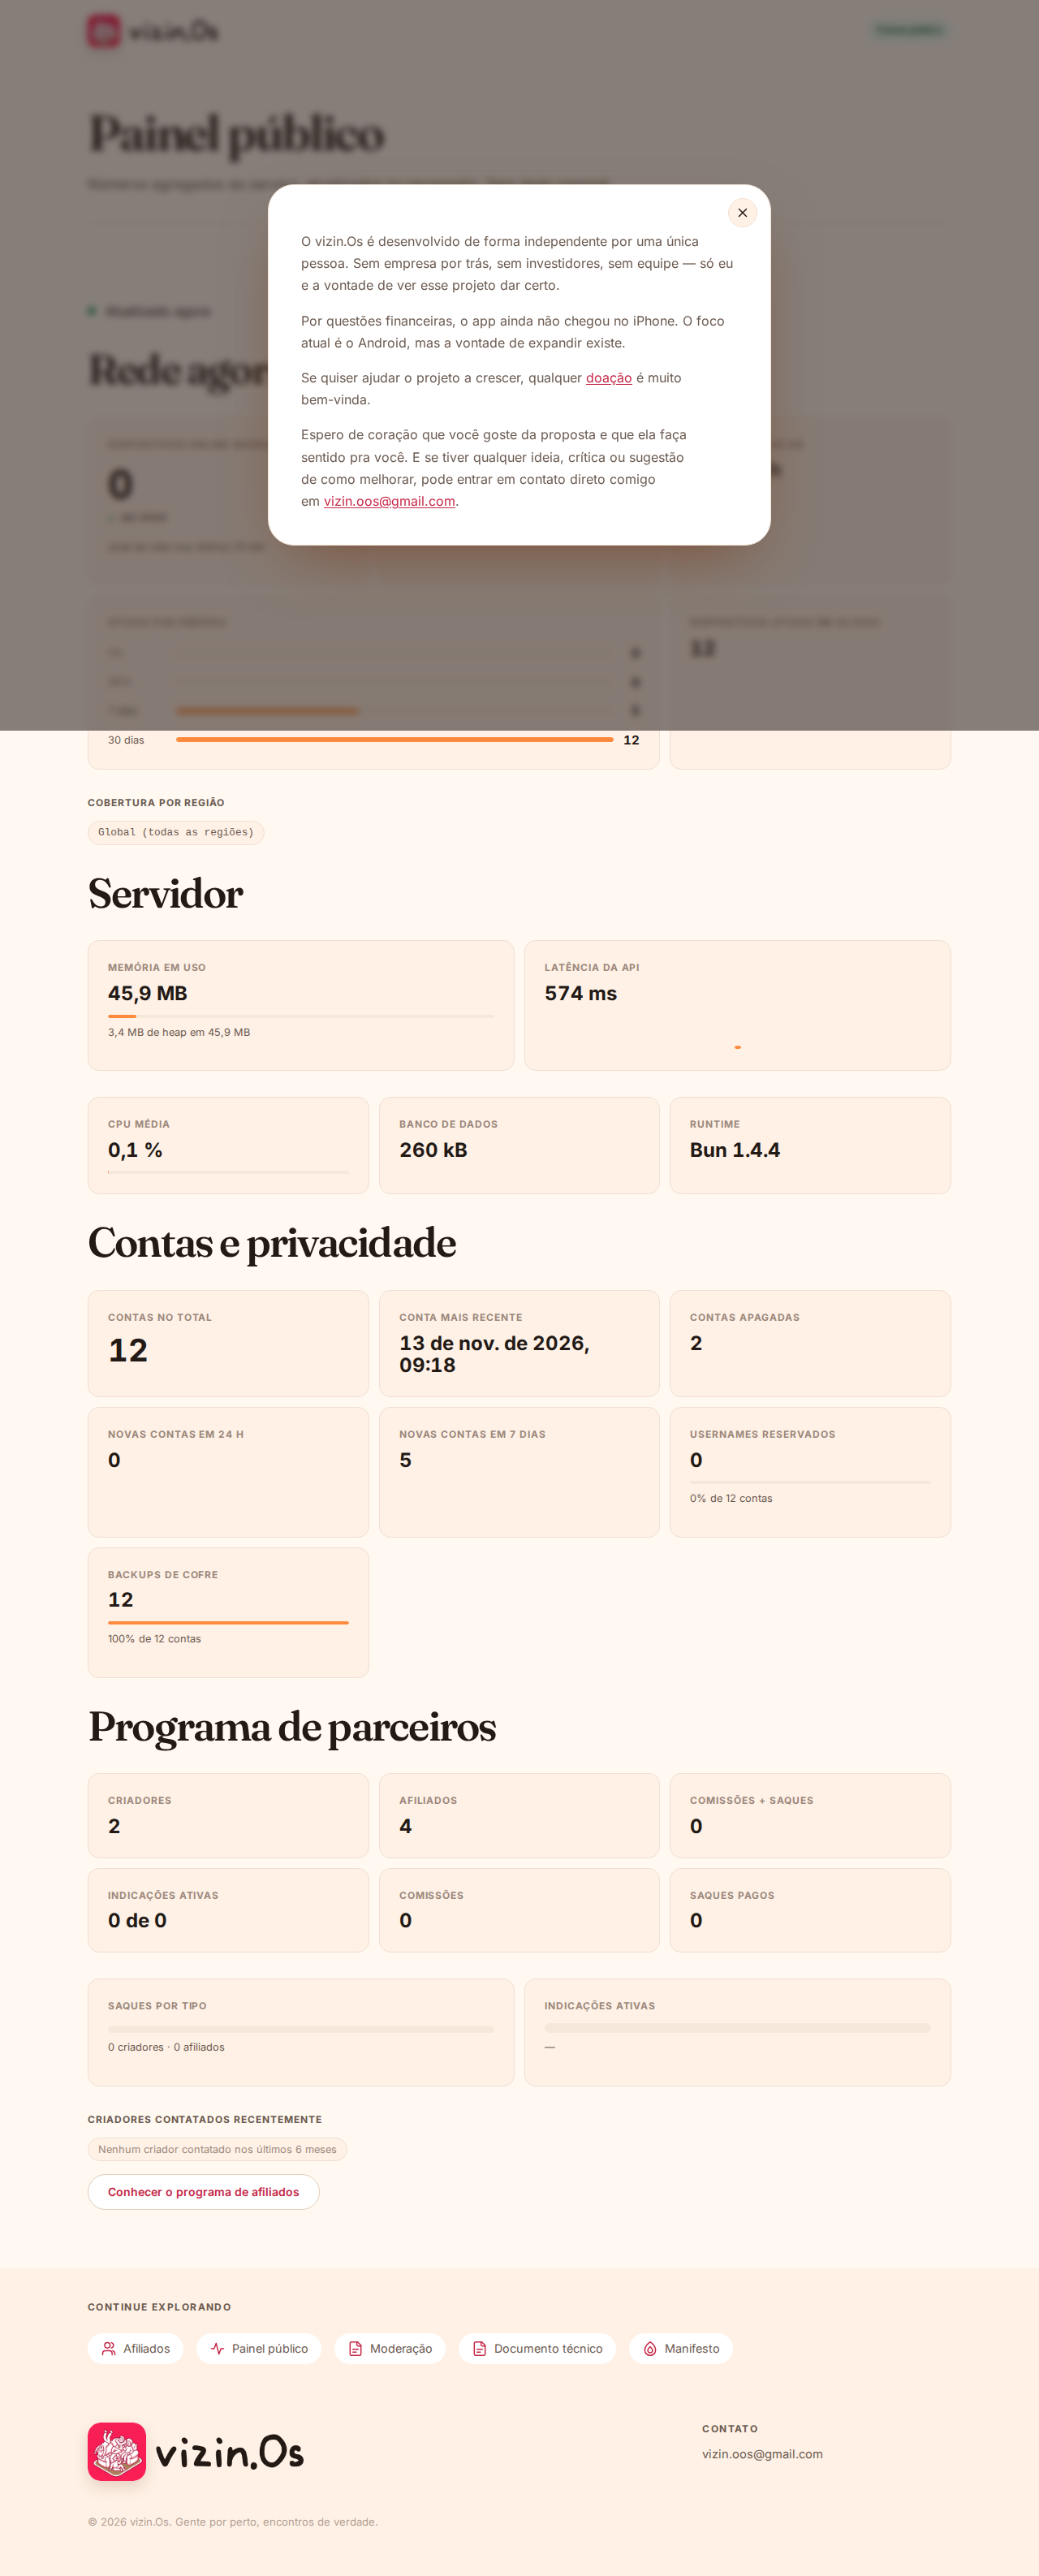 vizin.Os
Painel público
Atualizado agora
Rede agor
O vizin.Os é desenvolvido de forma independente por uma única
pessoa. Sem empresa por trás, sem investidores, sem equipe — só eu
e a vontade de ver esse projeto dar certo.
Por questões financeiras, o app ainda não chegou no iPhone. O foco
atual é o Android, mas a vontade de expandir existe.
Se quiser ajudar o projeto a crescer, qualquer doação é muito
bem-vinda.
Espero de coração que você goste da proposta e que ela faça
sentido pra você. E se tiver qualquer ideia, crítica ou sugestão
de como melhorar, pode entrar em contato direto comigo
em vizin.oos@gmail.com.
0
12
7 dias
30 dias 12
COBERTURA POR REGIÃO
Global (todas as regiões)
Servidor
MEMÓRIA EM USO
45,9 MB
3,4 MB de heap em 45,9 MB
LATÊNCIA DA API
574 ms
CPU MÉDIA
0,1 %
BANCO DE DADOS
260 kB
RUNTIME
Bun 1.4.4
Contas e privacidade
CONTAS NO TOTAL
12
CONTA MAIS RECENTE
13 de nov. de 2026,
09:18
CONTAS APAGADAS
2
NOVAS CONTAS EM 24 H
0
NOVAS CONTAS EM 7 DIAS
5
USERNAMES RESERVADOS
0
0% de 12 contas
BACKUPS DE COFRE
12
100% de 12 contas
Programa de parceiros
CRIADORES
2
AFILIADOS
4
COMISSÕES + SAQUES
0
INDICAÇÕES ATIVAS
0 de 0
COMISSÕES
0
SAQUES PAGOS
0
SAQUES POR TIPO
0 criadores · 0 afiliados
INDICAÇÕES ATIVAS
—
CRIADORES CONTATADOS RECENTEMENTE
Nenhum criador contatado nos últimos 6 meses
Conhecer o programa de afiliados
CONTINUE EXPLORANDO
Afiliados
Painel público
Moderação
Documento técnico
Manifesto
vizin.Os
CONTATO
vizin.oos@gmail.com
© 2026 vizin.Os. Gente por perto, encontros de verdade.